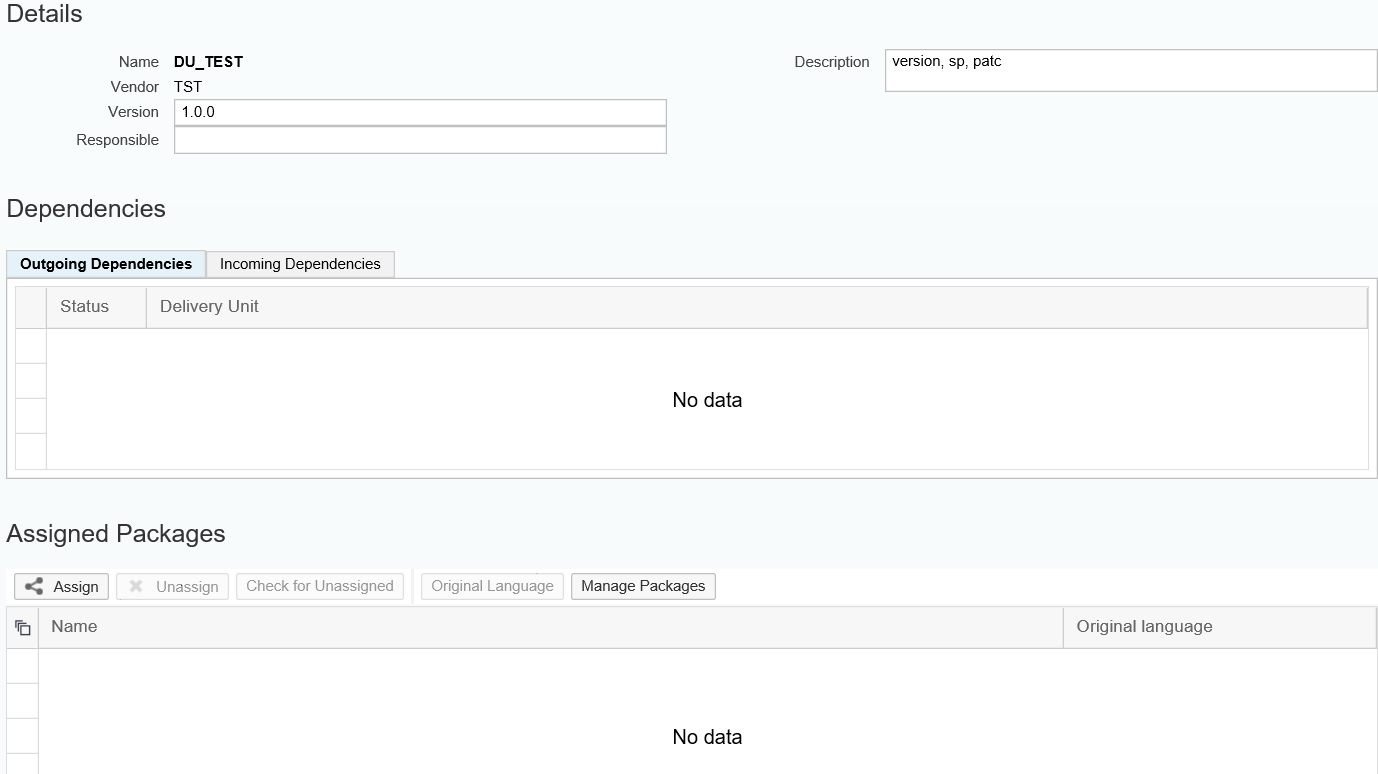 Details
Name DU_TEST
Vendor TST
Version 1.0.0
Responsible
Description version, sp, patc
Dependencies
Outgoing Dependencies Incoming Dependencies
Status Delivery Unit
No data
Assigned Packages
Assign Unassign Check for Unassigned Original Language Manage Packages
Name Original language
No data